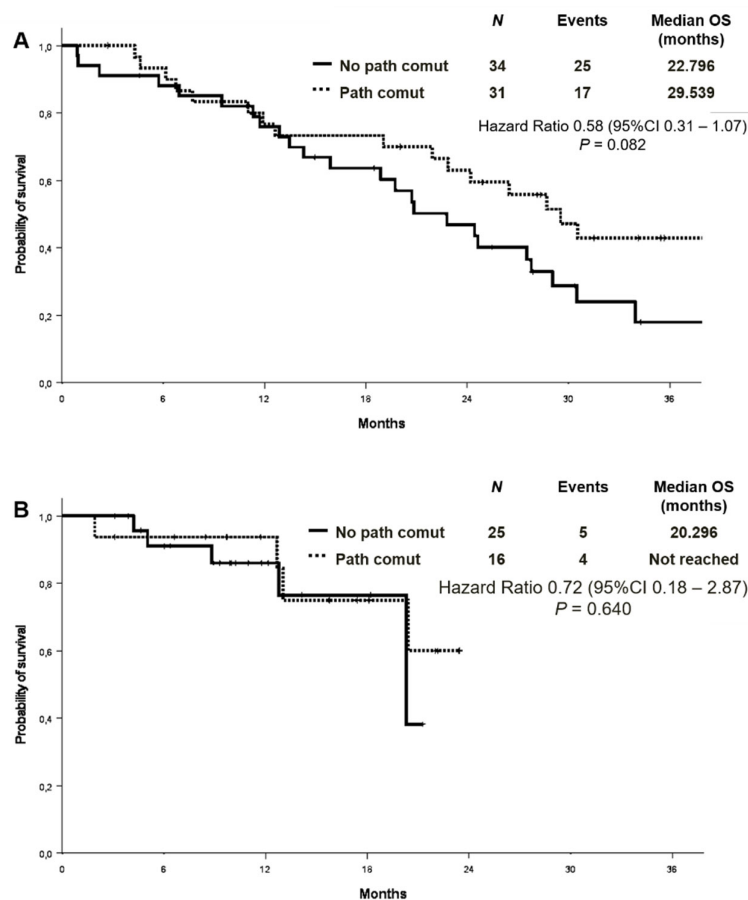 A
N Events Median OS
(months)
No path comut 34 25 22.796
Path comut 31 17 29.539
Hazard Ratio 0.58 (95%CI 0.31 – 1.07)
P = 0.082
Probability of survival
1,0
0,8
0,6
0,4
0,2
0,0
0 6 12 18 24 30 36
Months
B
N Events Median OS
(months)
No path comut 25 5 20.296
Path comut 16 4 Not reached
Hazard Ratio 0.72 (95%CI 0.18 – 2.87)
P = 0.640
Probability of survival
1,0
0,8
0,6
0,4
0,2
0,0
0 6 12 18 24 30 36
Months